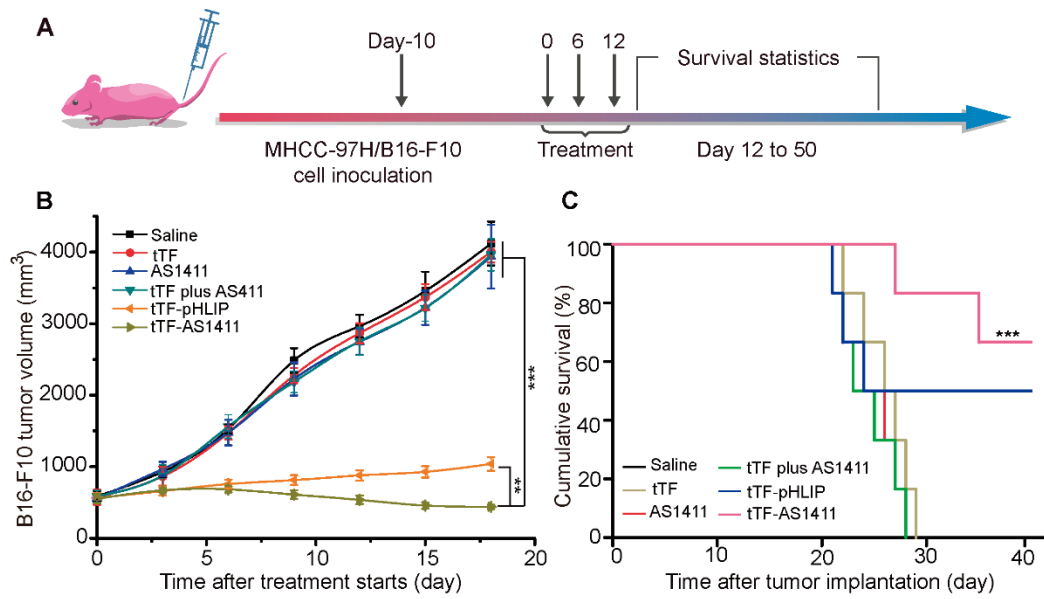 A
Day-10
0 6 12
Survival statistics
MHCC-97H/B16-F10
cell inoculation
Treatment
Day 12 to 50
B
B16-F10 tumor volume (mm³)
4000
3000
2000
1000
0
Saline
tTF
AS1411
tTF plus AS411
tTF-pHLIP
tTF-AS1411
***
**
0 5 10 15 20
Time after treatment starts (day)
C
Cumulative survival (%)
100
80
60
40
20
0
***
Saline
tTF
AS1411
tTF plus AS1411
tTF-pHLIP
tTF-AS1411
0 10 20 30 40
Time after tumor implantation (day)